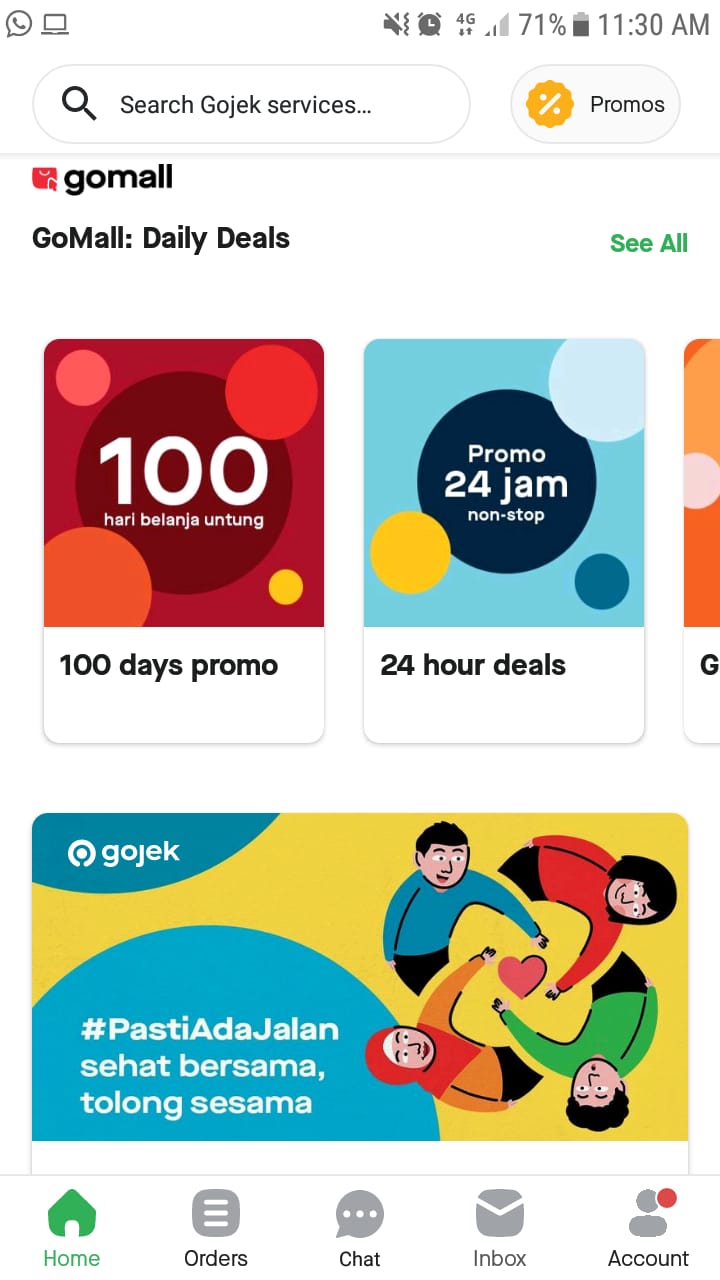 4G 71% 11:30 AM
Search Gojek services...
Promos
gomall
GoMall: Daily Deals
See All
100
hari belanja untung
100 days promo
Promo
24 jam
non-stop
24 hour deals
G
gojek
#PastiAdaJalan
sehat bersama,
tolong sesama
Home
Orders
Chat
Inbox
Account